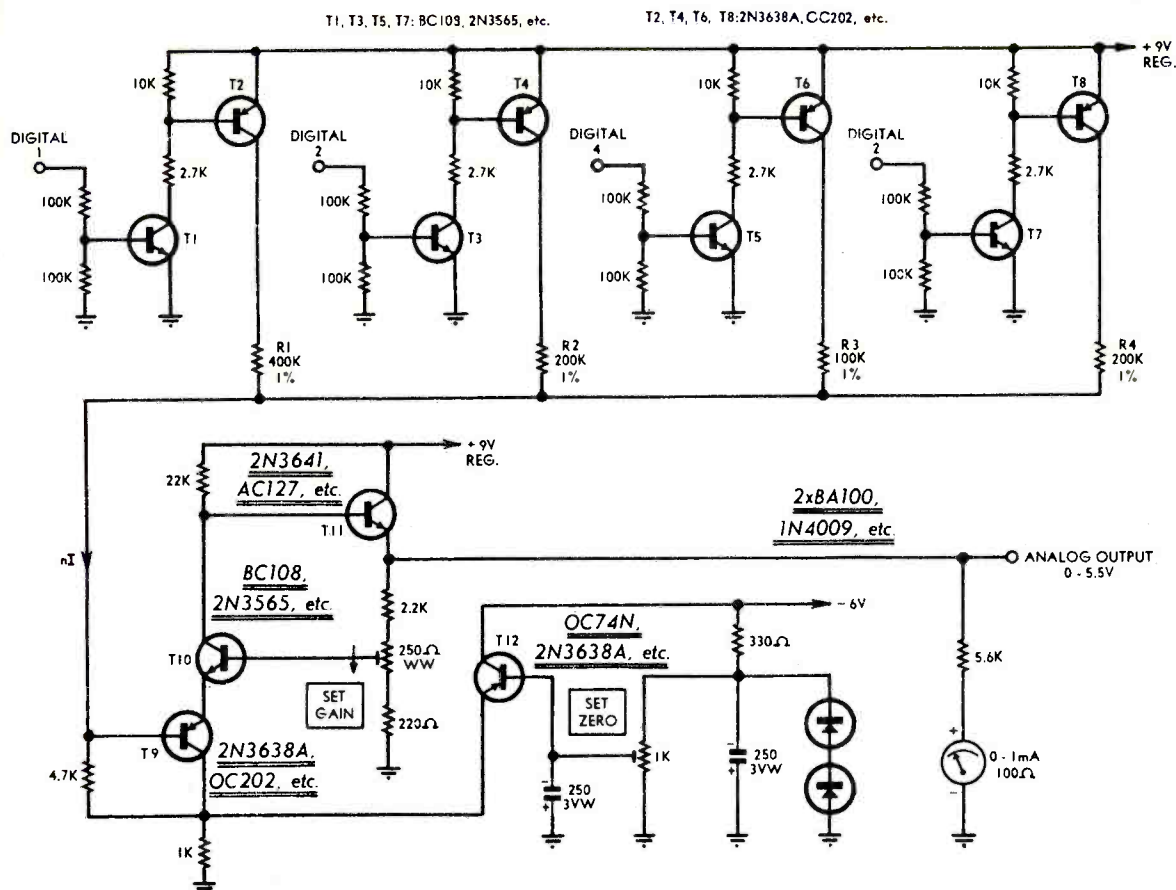 T1, T3, T5, T7: BC109, 2N3565, etc.
T2, T4, T6, T8:2N3638A, CC202, etc.
+ 9V
REG.
10K
T2
10K
T4
10K
T6
10K
T8
DIGITAL
1
DIGITAL
2
DIGITAL
4
DIGITAL
2
2.7K
2.7K
2.7K
2.7K
100K
100K
100K
100K
T1
T3
T5
T7
100K
100K
100K
100K
R1
400K
1%
R2
200K
1%
R3
100K
1%
R4
200K
1%
+ 9V
REG.
22K
2N3641,
AC127, etc.
T11
2xBA100,
1N4009, etc.
nI
ANALOG OUTPUT
0 - 5.5V
BC108,
2N3565, etc.
2.2K
T12
OC74N,
2N3638A, etc.
- 6V
330Ω
5.6K
T10
250Ω
WW
SET
GAIN
SET
ZERO
220Ω
1K
T9
2N3638A,
OC202, etc.
4.7K
-
250
3VW
+
-
250
3VW
+
+
0 - 1mA
100Ω
-
1K